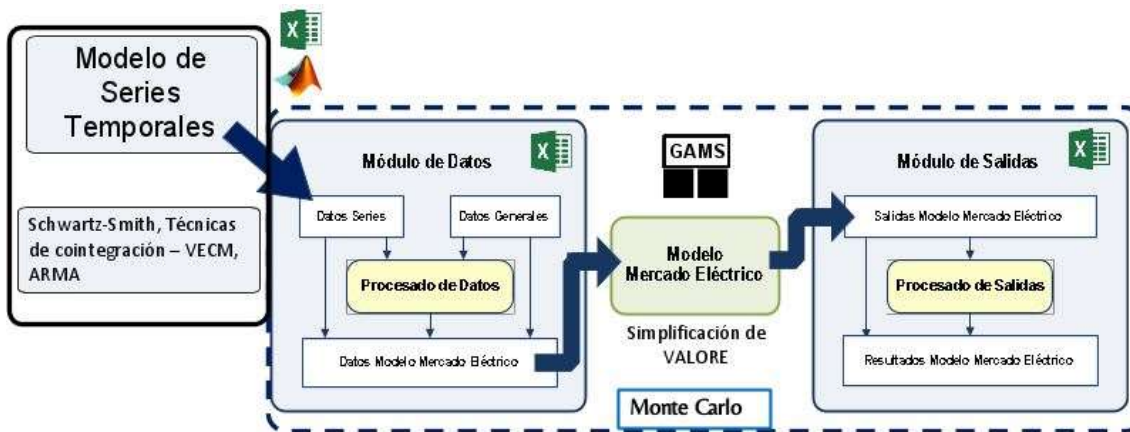 Modelo de
Series
Temporales
Schwartz-Smith, Técnicas
de cointegración – VECM,
ARMA
Módulo de Datos
Datos Series
Datos Generales
Procesado de Datos
Datos Modelo Mercado Eléctrico
GAMS
Modelo
Mercado Eléctrico
Simplificación de
VALORE
Monte Carlo
Módulo de Salidas
Salidas Modelo Mercado Eléctrico
Procesado de Salidas
Resultados Modelo Mercado Eléctrico